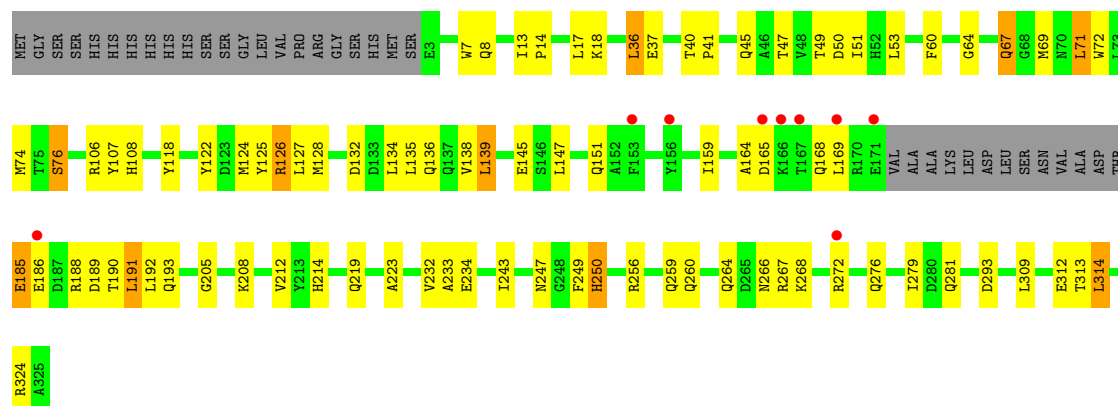 MET GLY SER SER HIS HIS HIS HIS HIS HIS SER SER GLY LEU VAL PRO ARG GLY SER HIS MET SER E3 W7 Q8 I13 P14 L17 K18 L36 E37 T40 P41 Q45 A46 T47 V48 T49 D50 I51 H52 L53 F60 G64 Q67 G68 M69 N70 L71 W72
M74 T75 S76 R106 Y107 H108 Y118 Y122 D123 M124 Y125 R126 L127 M128 D132 D133 L134 L135 Q136 Q137 V138 L139 E145 S146 L147 Q151 A152 F153 Y156 I159 A164 D165 K166 T167 Q168 L169 R170 E171 VAL ALA ALA LYS LEU ASP LEU SER ASN VAL ALA ASP THR
E185 E186 D187 R188 D189 T190 L191 L192 Q193 G205 K208 V212 Y213 H214 Q219 A223 V232 A233 E234 I243 N247 G248 F249 H250 R256 Q259 Q260 Q264 D265 N266 R267 K268 R272 Q276 I279 D280 Q281 D293 L309 E312 T313 L314
R324 A325